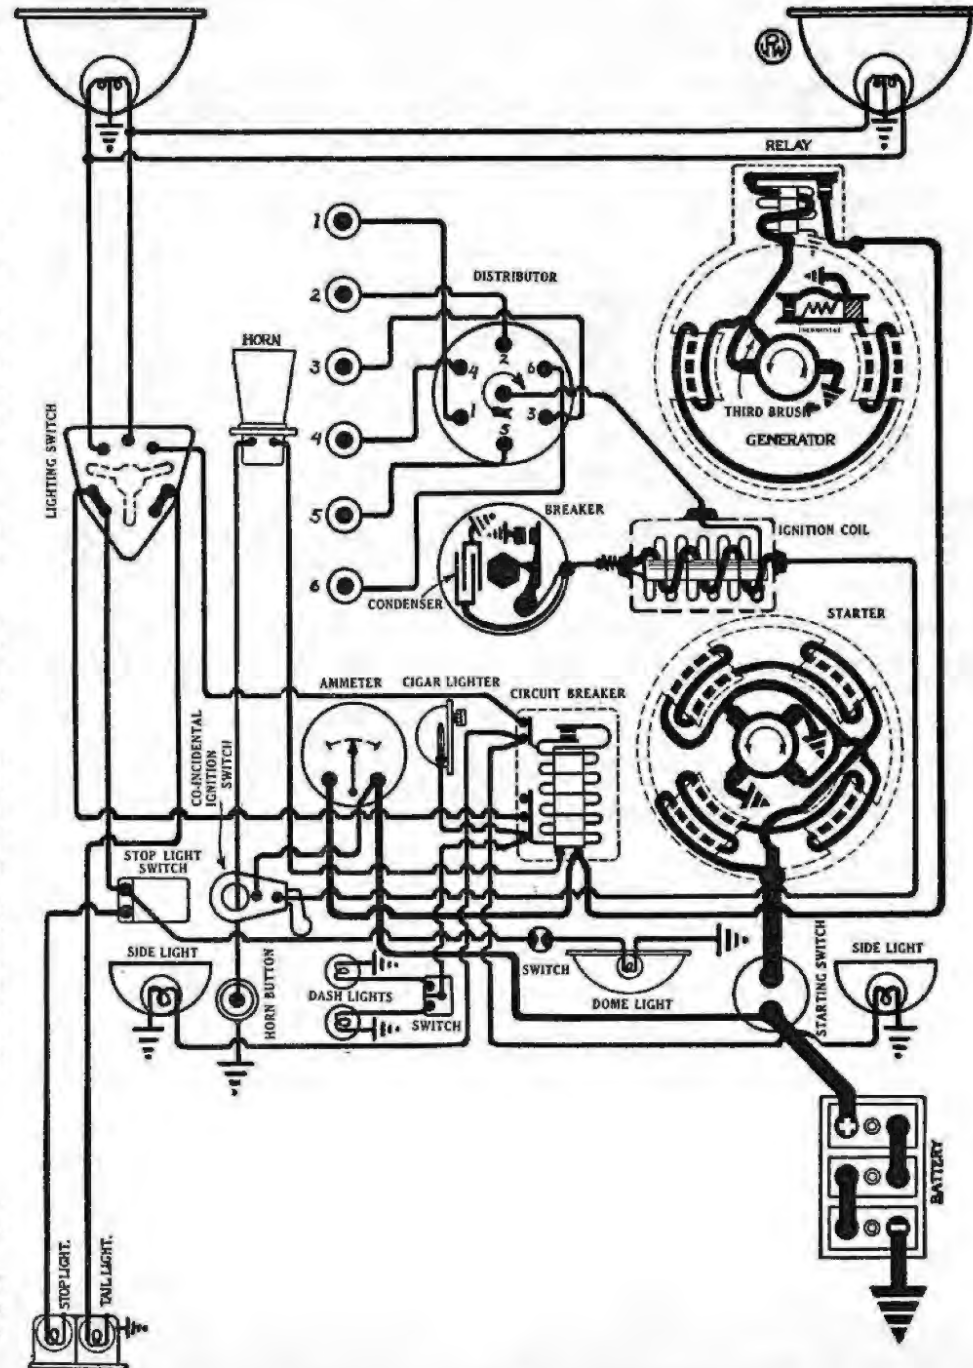 RELAY
1
2
DISTRIBUTOR
2
HORN
3
4
6
THIRD BRUSH
1
3
4
5
GENERATOR
LIGHTING SWITCH
5
BREAKER
IGNITION COIL
6
CONDENSER
STARTER
AMMETER
CIGAR LIGHTER
CIRCUIT BREAKER
CO-INCIDENTAL
IGNITION
SWITCH
STOP LIGHT
SWITCH
SIDE LIGHT
SWITCH
SIDE LIGHT
DASH LIGHTS
DOME LIGHT
HORN BUTTON
SWITCH
STARTING SWITCH
BATTERY
STOPLIGHT.
TAIL LIGHT.